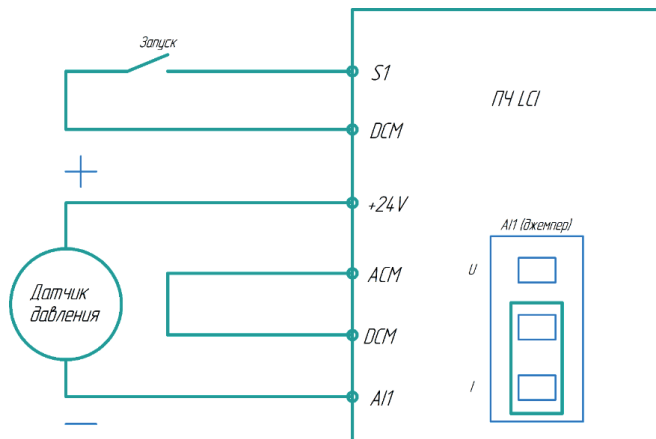 Запуск
S1
ПЧ LCI
DCM
+
+24V
AI1 (джемпер)
U
ACM
Датчик
давления
DCM
I
AI1
−